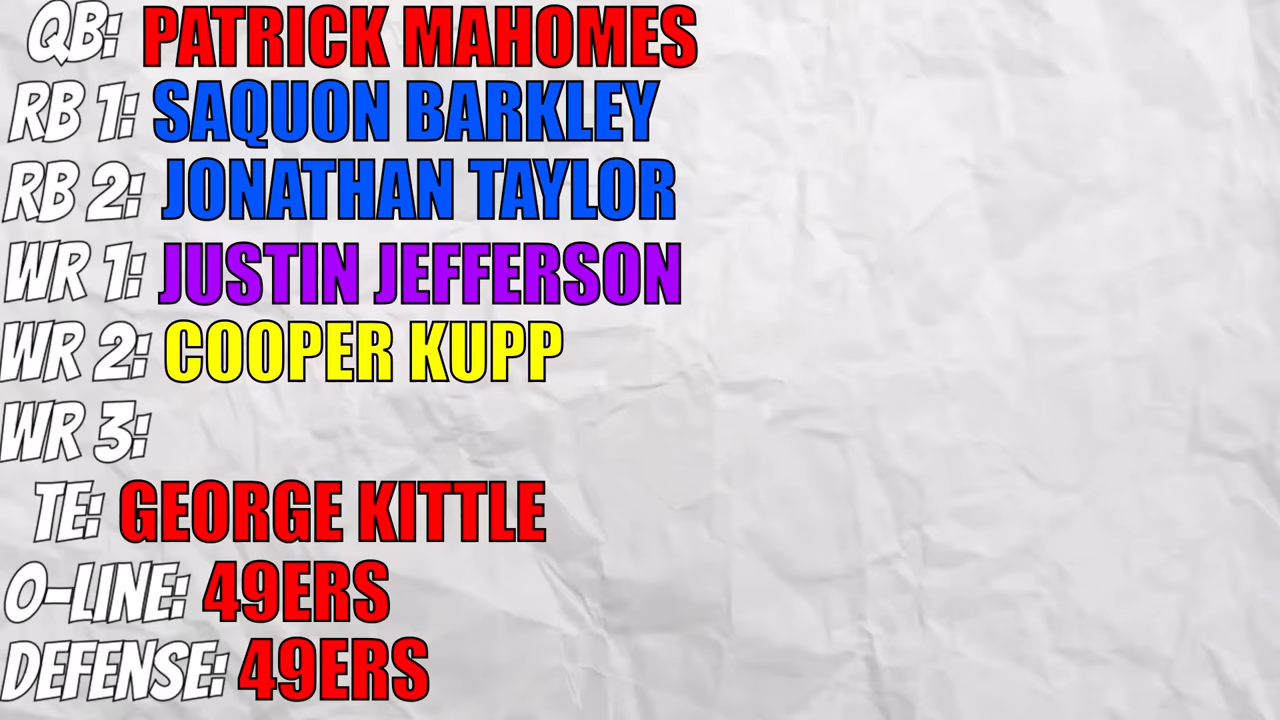 QB: PATRICK MAHOMES
RB 1: SAQUON BARKLEY
RB 2: JONATHAN TAYLOR
WR 1: JUSTIN JEFFERSON
WR 2: COOPER KUPP
WR 3:
TE: GEORGE KITTLE
O-LINE: 49ERS
DEFENSE: 49ERS